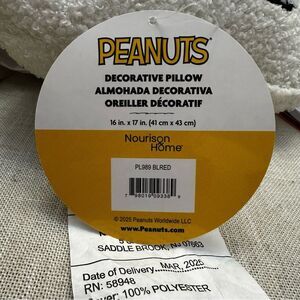 PEANUTS
DECORATIVE PILLOW
ALMOHADA DECORATIVA
OREILLER DÉCORATIF
16 in. x 17 in. (41 cm x 43 cm)
Nourison
Home
PL989 BLRED
© 2025 Peanuts Worldwide LLC
www.Peanuts.com
SADDLE BROOK, NJ 07663
Date of Delivery MAR, 2025
RN: 58948
100% POLYESTER